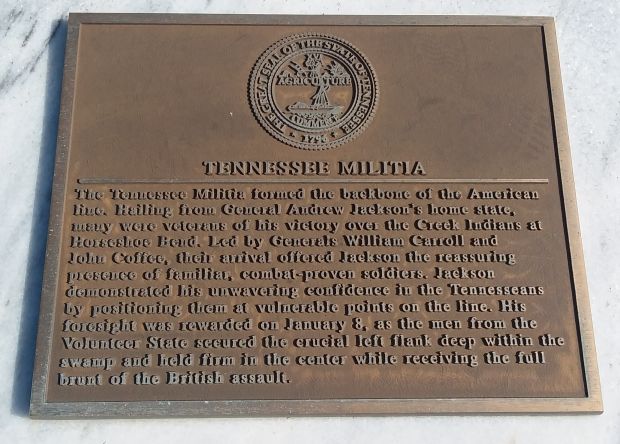 THE GREAT SEAL OF THE STATE OF TENNESSEE
AGRICULTURE
COMMERCE
1796
TENNESSEE MILITIA
The Tennessee Militia formed the backbone of the American
line. Hailing from General Andrew Jackson's home state,
many were veterans of his victory over the Creek Indians at
Horseshoe Bend. Led by Generals William Carroll and
John Coffee, their arrival offered Jackson the reassuring
presence of familiar, combat-proven soldiers. Jackson
demonstrated his unwavering confidence in the Tennesseans
by positioning them at vulnerable points on the line. His
foresight was rewarded on January 8, as the men from the
Volunteer State secured the crucial left flank deep within the
swamp and held firm in the center while receiving the full
brunt of the British assault.